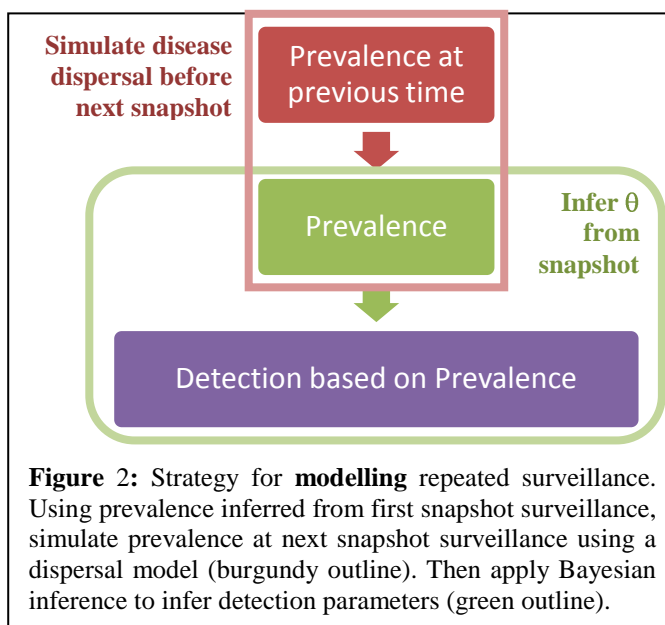 Simulate disease
dispersal before
next snapshot
Prevalence at
previous time
Prevalence
Infer θ
from
snapshot
Detection based on Prevalence
Figure 2: Strategy for modelling repeated surveillance.
Using prevalence inferred from first snapshot surveillance,
simulate prevalence at next snapshot surveillance using a
dispersal model (burgundy outline). Then apply Bayesian
inference to infer detection parameters (green outline).